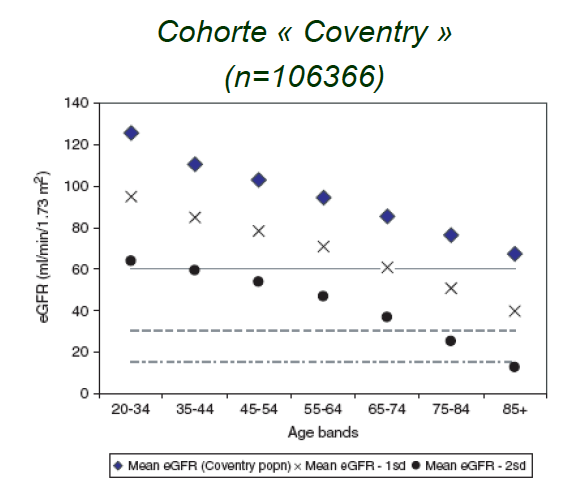 Cohorte « Coventry »
(n=106366)
140
120
100
80
60
40
20
0
eGFR (ml/min/1.73 m²)
20-34 35-44 45-54 55-64 65-74 75-84 85+
Age bands
Mean eGFR (Coventry popn) × Mean eGFR - 1sd ● Mean eGFR - 2sd